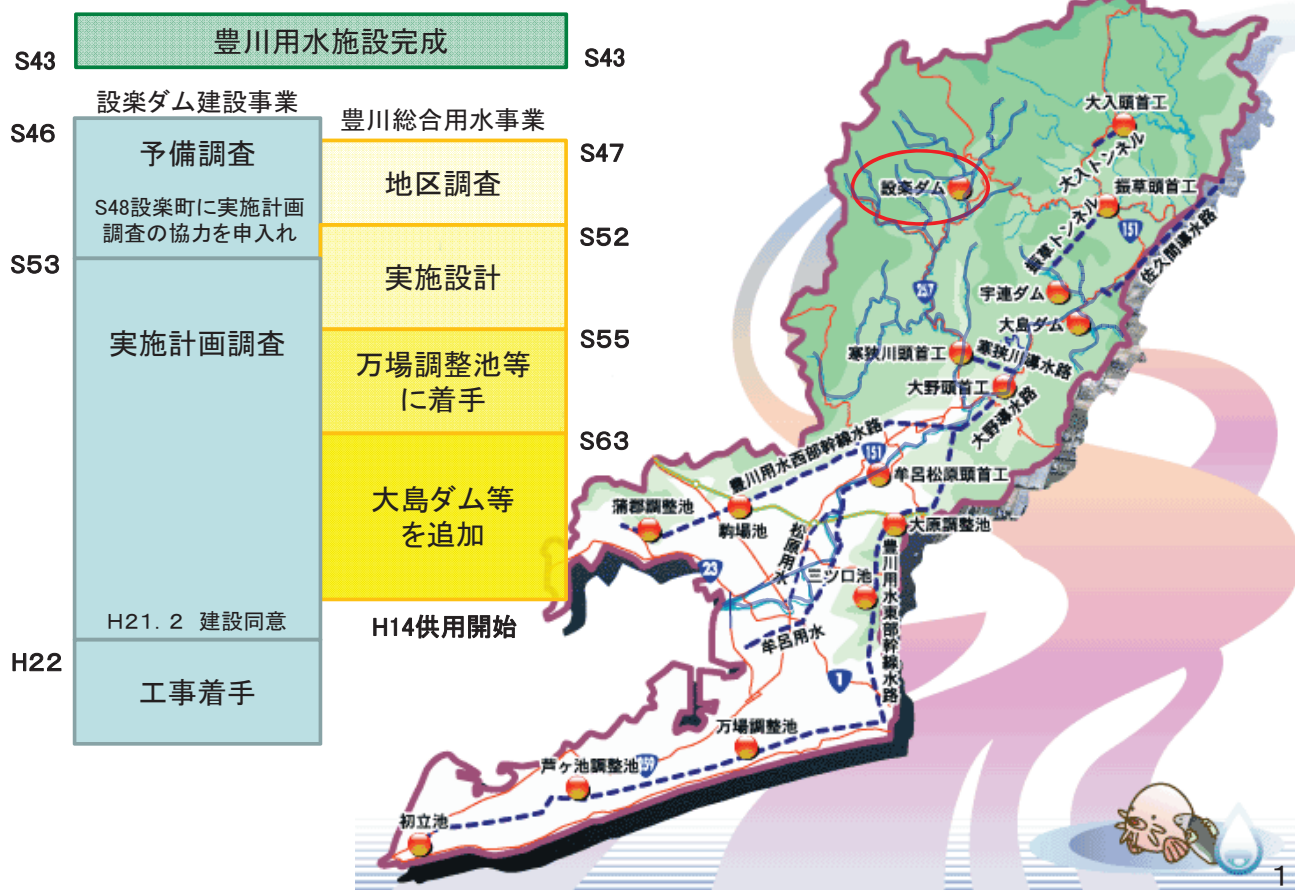 豊川用水施設完成
S43
S43
設楽ダム建設事業
豊川総合用水事業
S46
予備調査
S48設楽町に実施計画
調査の協力を申入れ
S53
実施計画調査
H21.2 建設同意
H22
工事着手
S47
地区調査
S52
実施設計
S55
万場調整池等
に着手
S63
大島ダム等
を追加
H14供用開始
大入頭首工
大入トンネル
設楽ダム
振草頭首工
振草トンネル
151
佐久間導水路
257
宇連ダム
大島ダム
寒狭川頭首工
寒狭川導水路
大野頭首工
大野導水路
豊川用水西部幹線水路
151
牟呂松原頭首工
蒲郡調整池
駒場池
松原用水
大原調整池
23
三ツ口池
豊川用水東部幹線水路
牟呂用水
1
万場調整池
芦ヶ池調整池
259
初立池
1